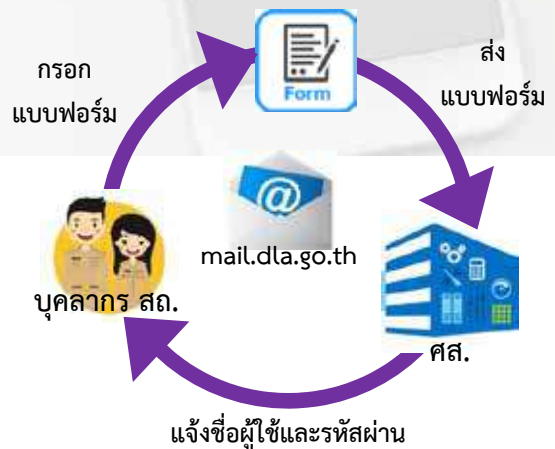 กรอก
แบบฟอร์ม
Form
ส่ง
แบบฟอร์ม
@
mail.dla.go.th
บุคลากร สถ.
ศส.
แจ้งชื่อผู้ใช้และรหัสผ่าน